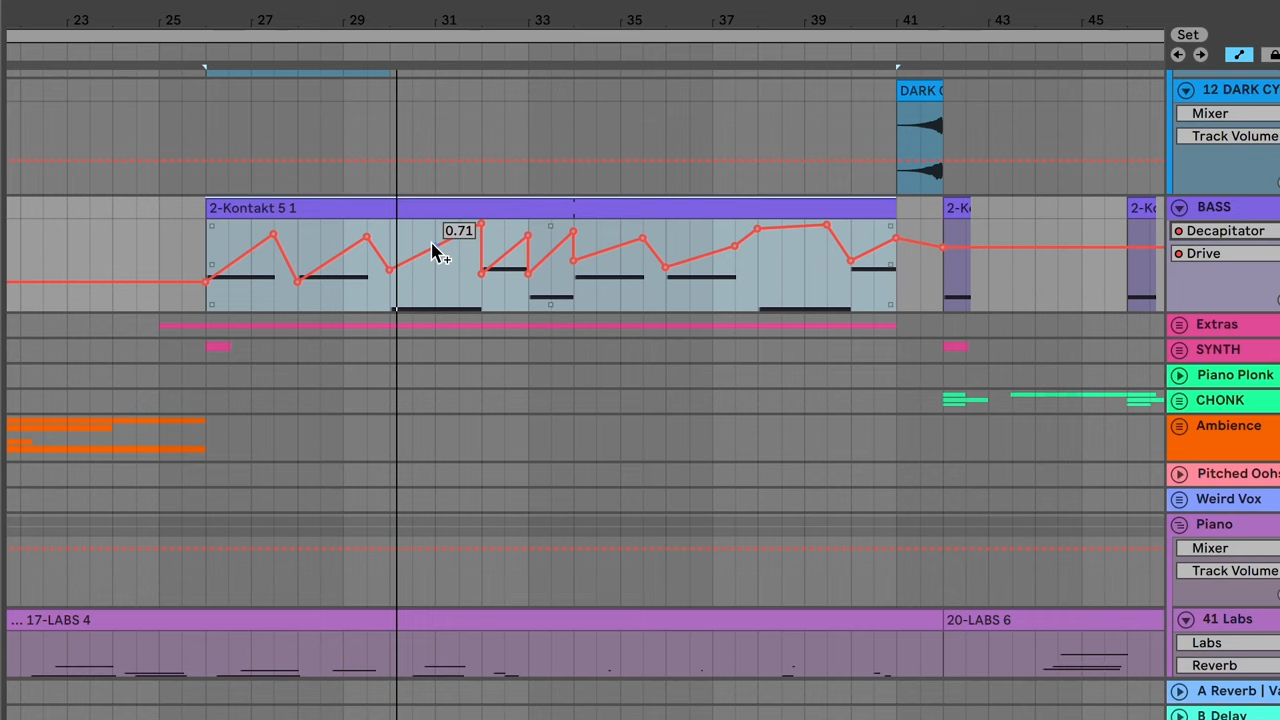 23 25 27 29 31 33 35 37 39 41 43 45
Set
DARK
12 DARK CY
Mixer
Track Volume
2-Kontakt 5 1
2-K
2-K
BASS
0.71
Decapitator
Drive
Extras
SYNTH
Piano Plonk
CHONK
Ambience
Pitched Oohs
Weird Vox
Piano
Mixer
Track Volume
... 17-LABS 4
20-LABS 6
41 Labs
Labs
Reverb
A Reverb | Va
B Delay